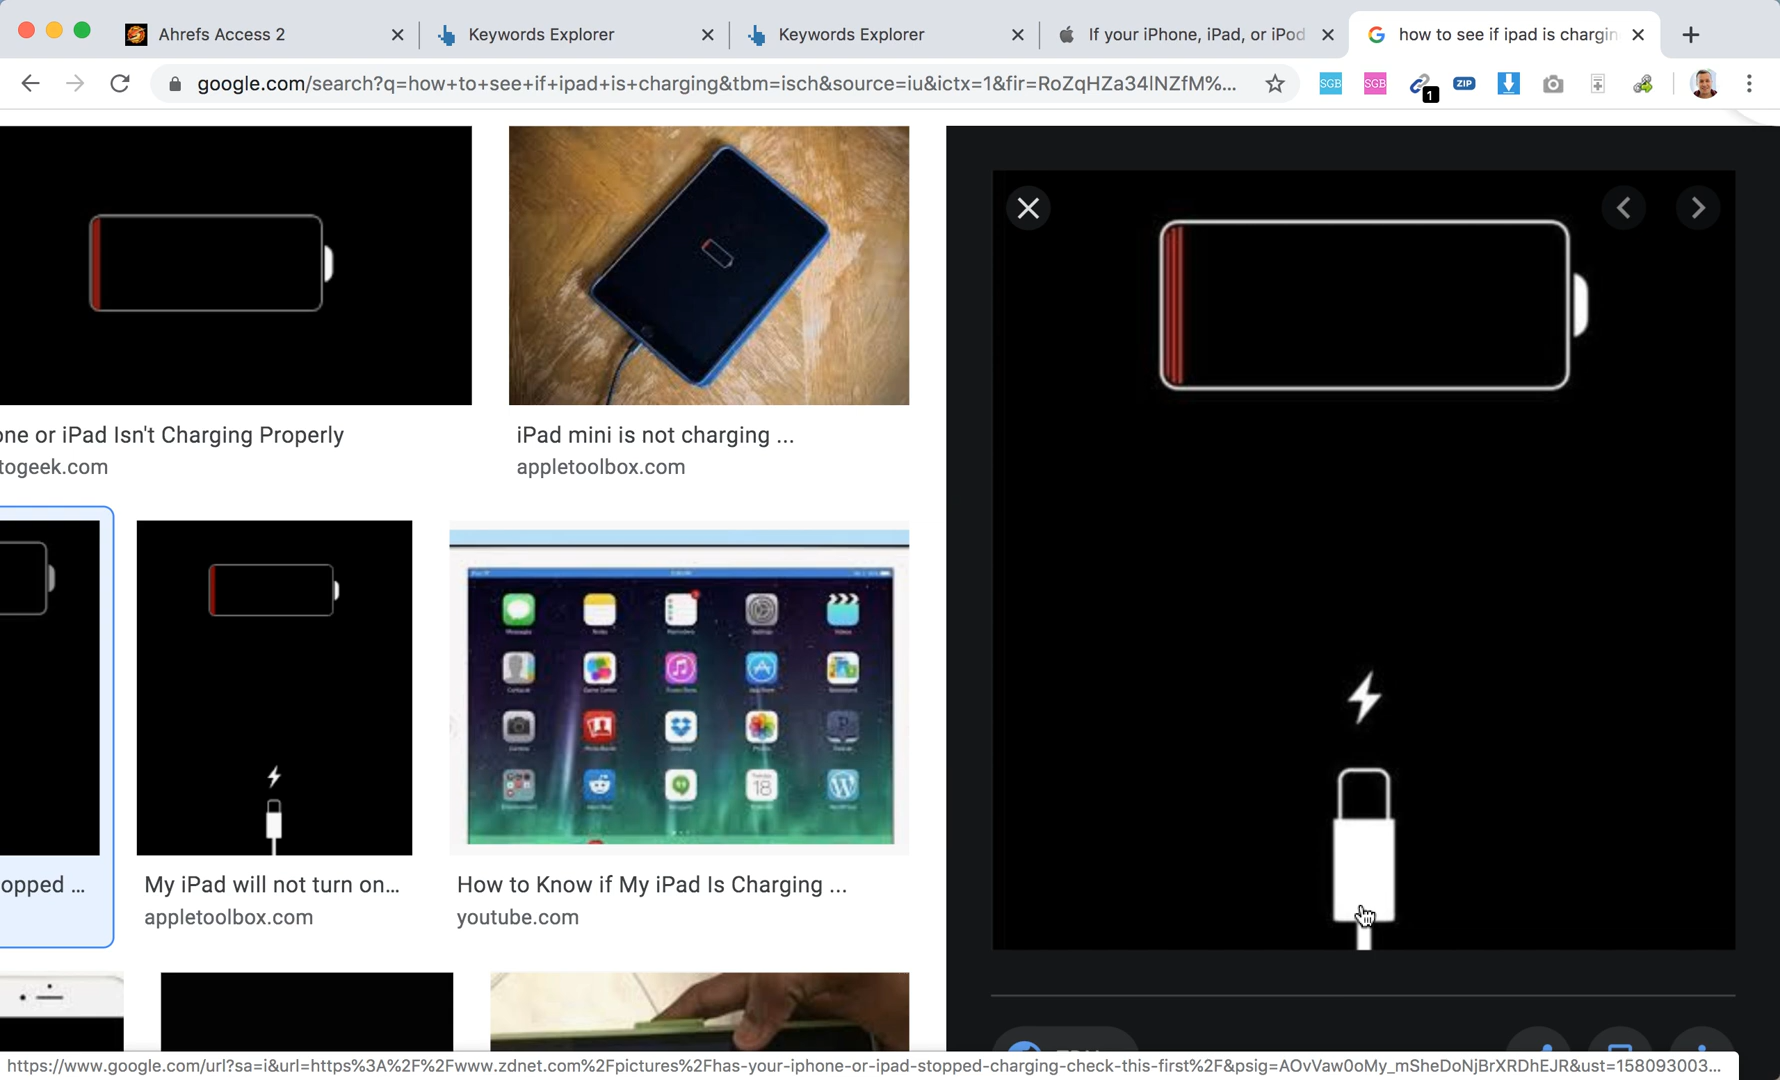 Ahrefs Access 2
Keywords Explorer
Keywords Explorer
If your iPhone, iPad, or iPod
how to see if ipad is chargin
google.com/search?q=how+to+see+if+ipad+is+charging&tbm=isch&source=iu&ictx=1&fir=RoZqHZa34lNZfM%...
SGB
SGB
1
ZIP
one or iPad Isn't Charging Properly
togeek.com
iPad mini is not charging ...
appletoolbox.com
opped ...
My iPad will not turn on...
appletoolbox.com
How to Know if My iPad Is Charging ...
youtube.com
18
https://www.google.com/url?sa=i&url=https%3A%2F%2Fwww.zdnet.com%2Fpictures%2Fhas-your-iphone-or-ipad-stopped-charging-check-this-first%2F&psig=AOvVaw0oMy_mSheDoNjBrXRDhEJR&ust=158093003...